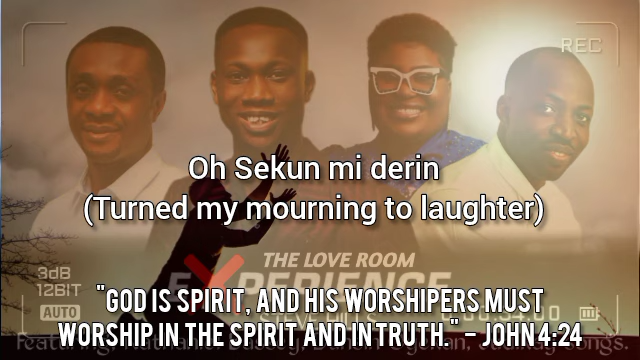 REC
Oh Sekun mi derin
(Turned my mourning to laughter)
THE LOVE ROOM
EXPERIENCE
3dB
12BIT
AUTO
"GOD IS SPIRIT, AND HIS WORSHIPERS MUST
WORSHIP IN THE SPIRIT AND IN TRUTH." – JOHN 4:24